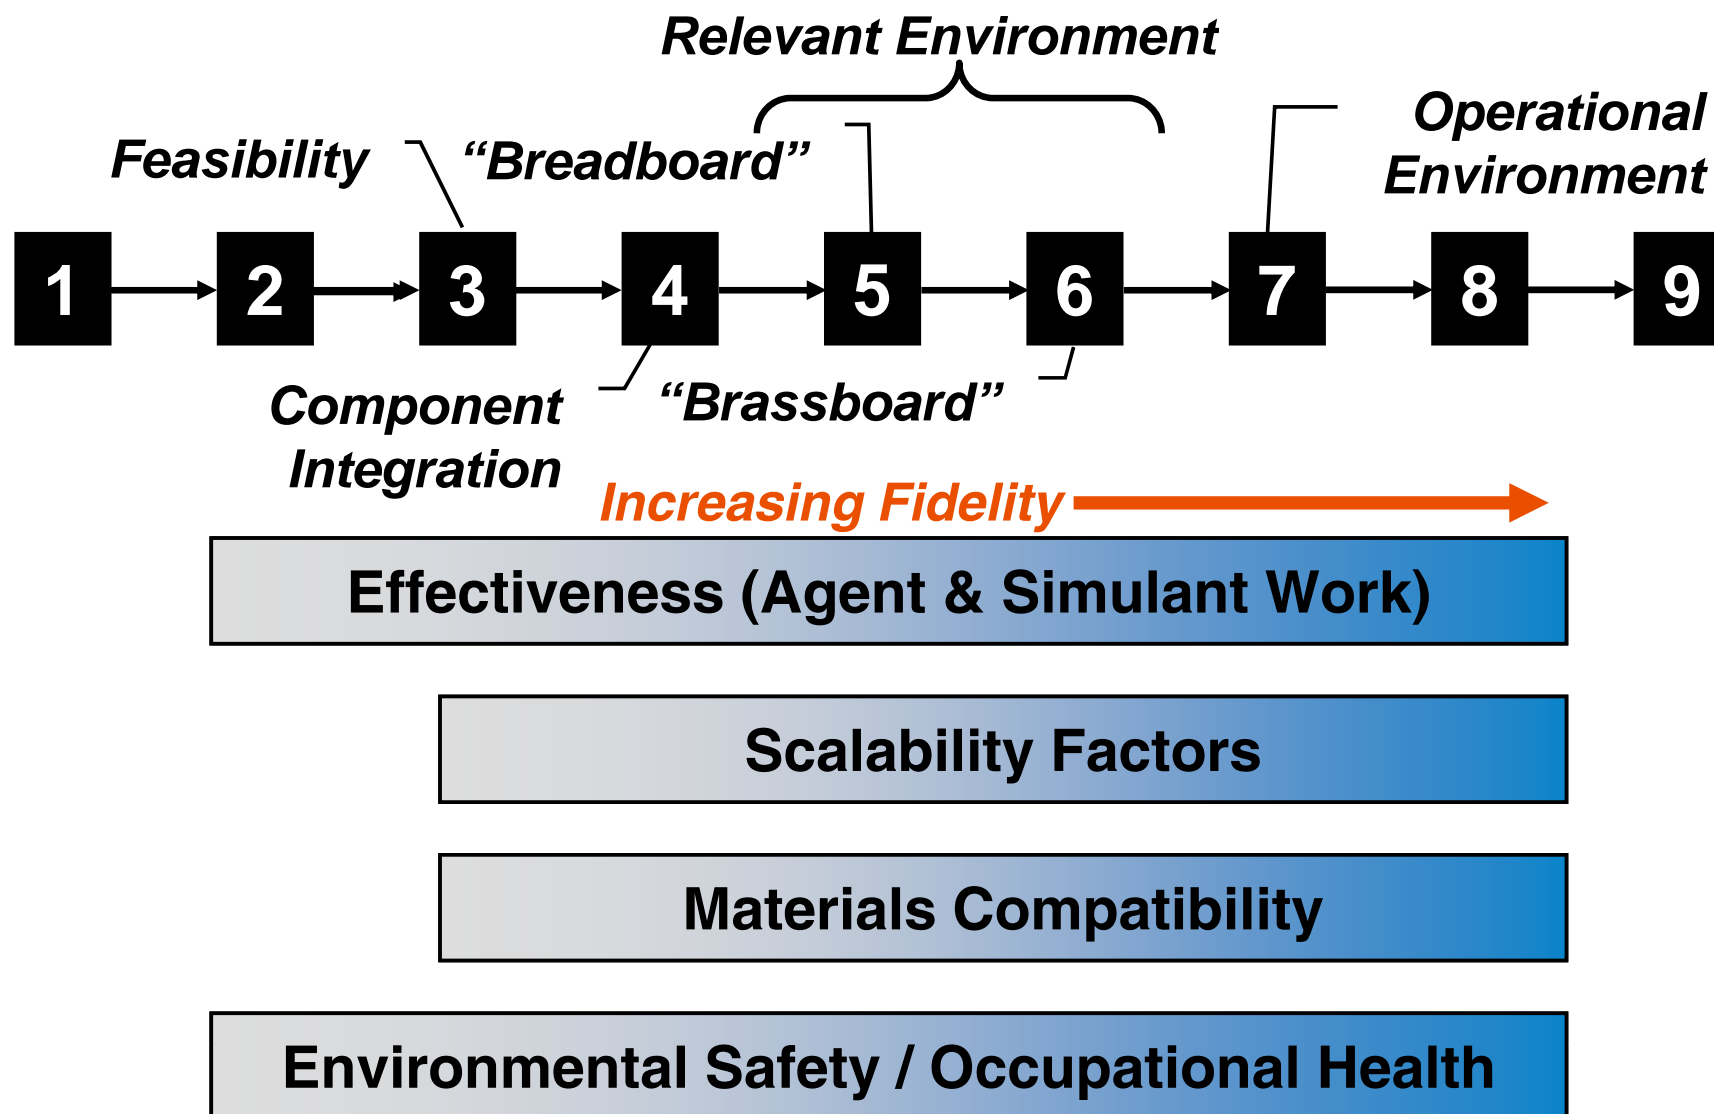 Relevant Environment
Operational
Environment
Feasibility
“Breadboard”
1
2
3
4
5
6
7
8
9
Component
Integration
“Brassboard”
Increasing Fidelity
Effectiveness (Agent & Simulant Work)
Scalability Factors
Materials Compatibility
Environmental Safety / Occupational Health